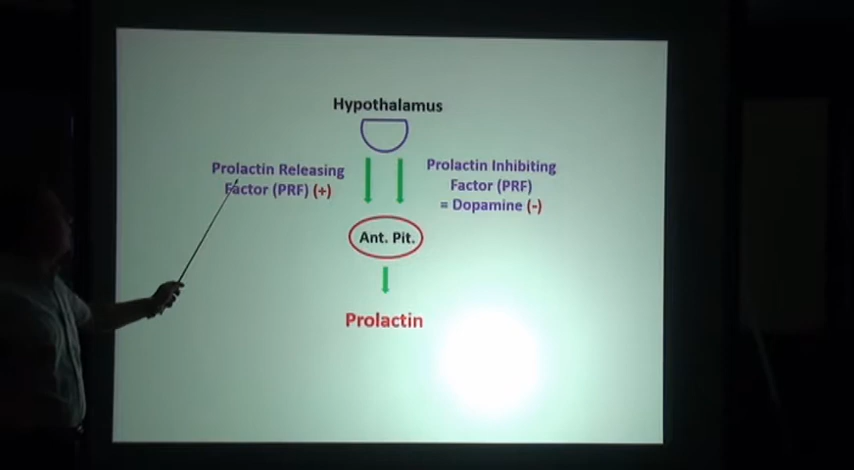 Hypothalamus
Prolactin Releasing
Factor (PRF) (+)
Prolactin Inhibiting
Factor (PRF)
= Dopamine (-)
Ant. Pit.
Prolactin